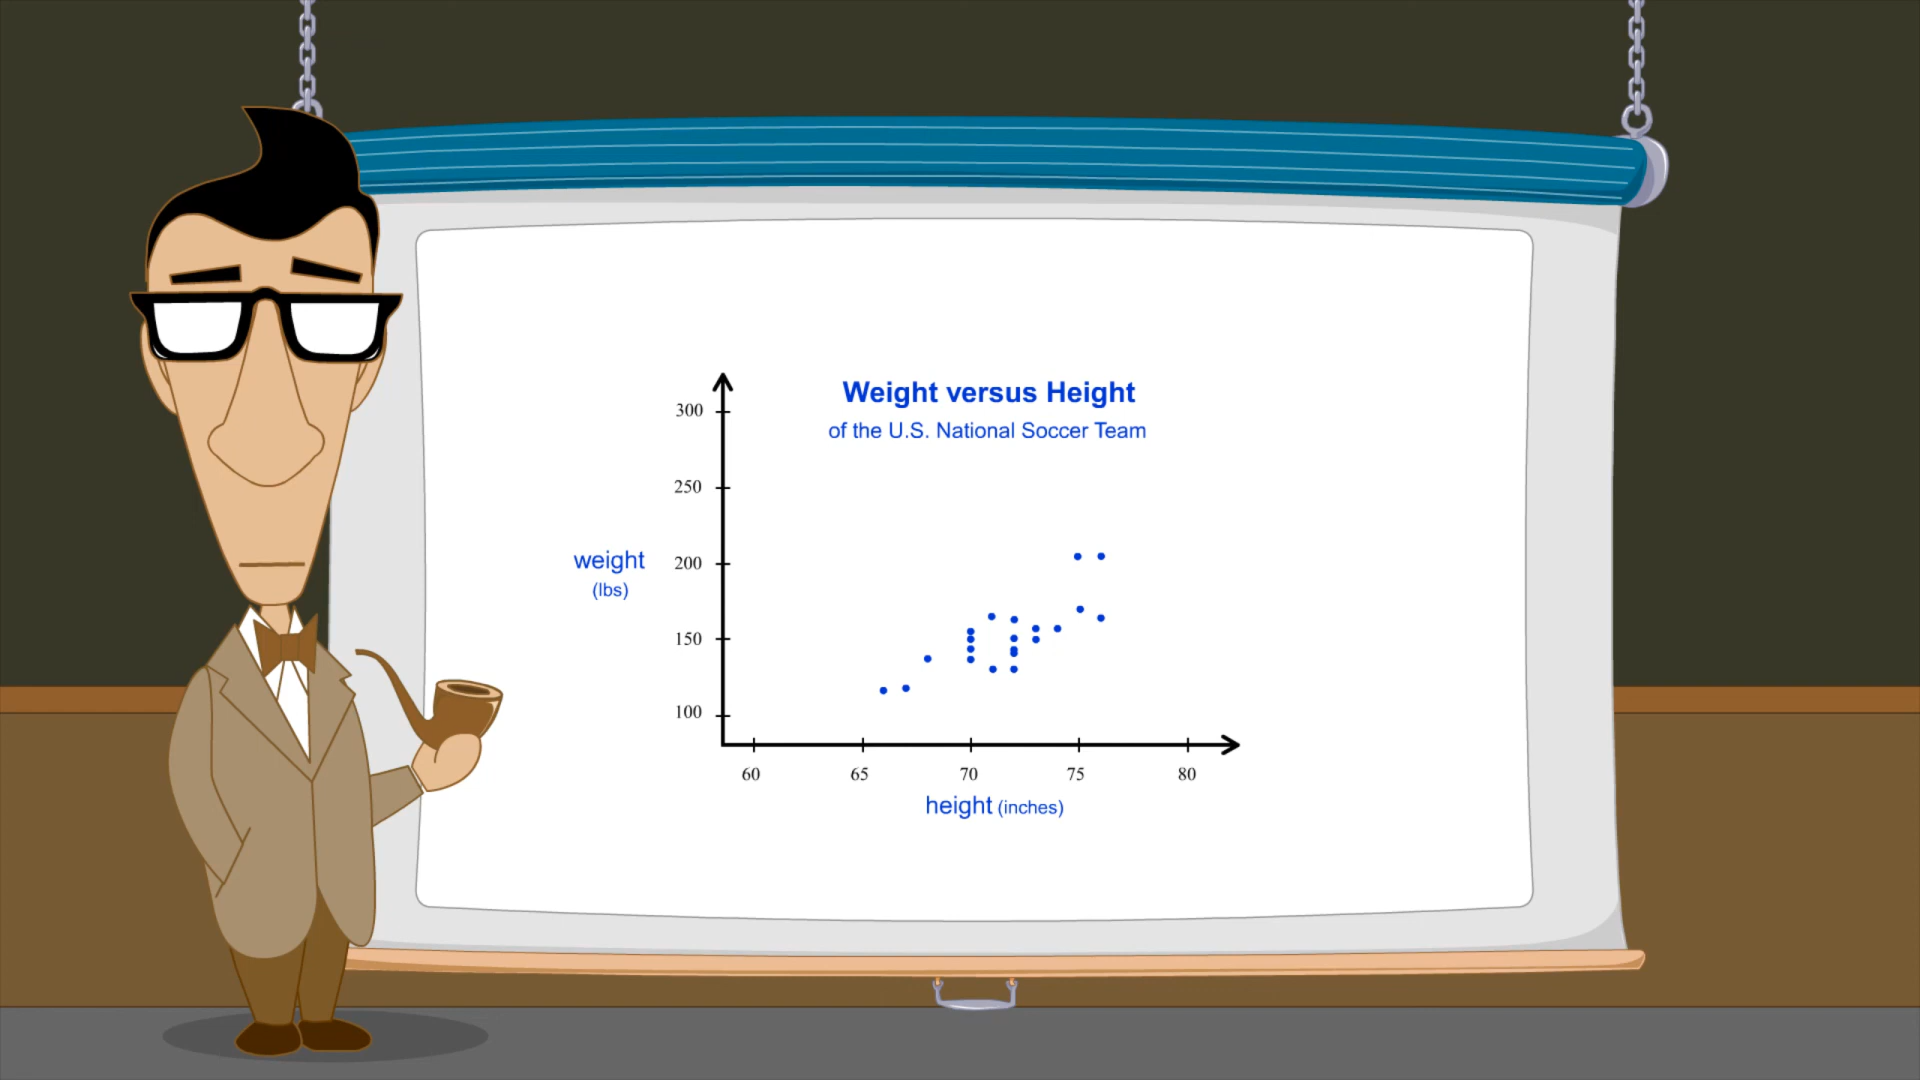 Weight versus Height
of the U.S. National Soccer Team
300
250
weight
(lbs)
200
150
100
60 65 70 75 80
height (inches)